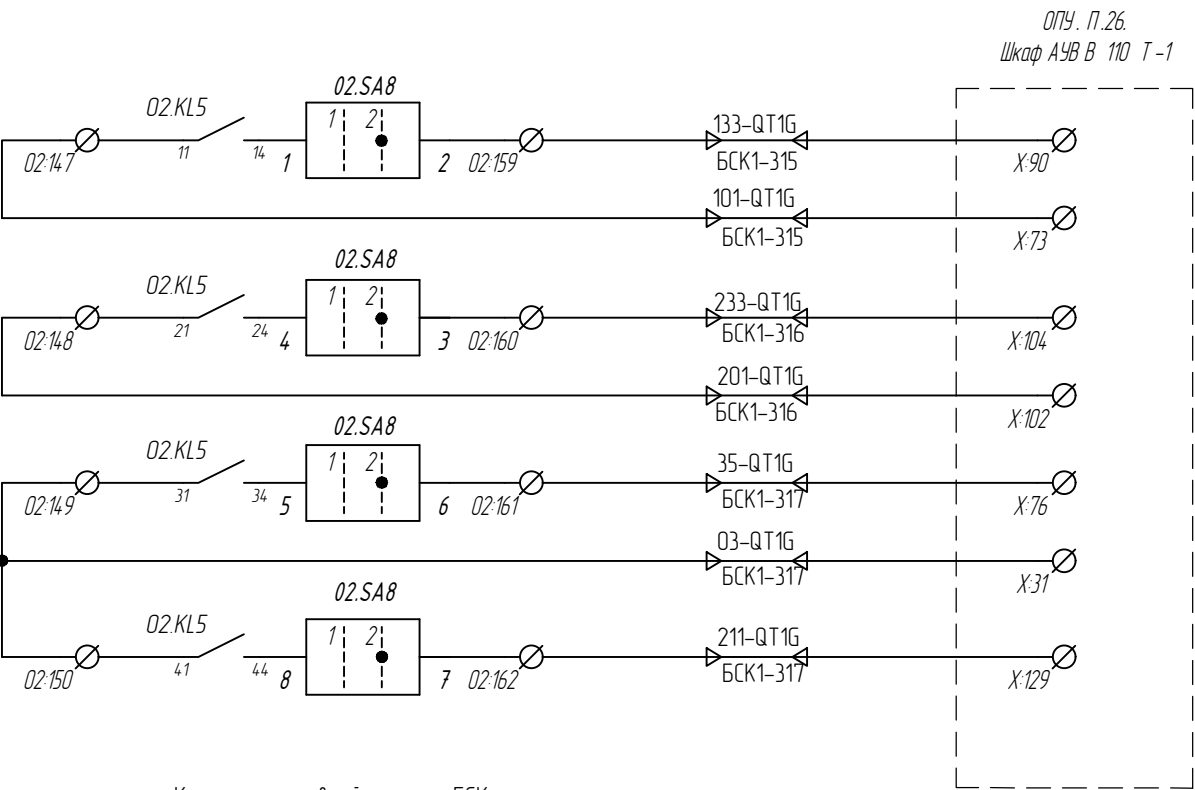 ОПУ. П.26.
Шкаф АУВ В 110 Т-1
02.SA8
02.KL5
1 2
133-QT1G
02:147
11
14
1
2
02:159
БСК1-315
X:90
101-QT1G
БСК1-315
X:73
02.SA8
02.KL5
1 2
233-QT1G
02:148
21
24
4
3
02:160
БСК1-316
X:104
201-QT1G
БСК1-316
X:102
02.SA8
02.KL5
1 2
35-QT1G
02:149
31
34
5
6
02:161
БСК1-317
X:76
03-QT1G
БСК1-317
X:31
02.SA8
02.KL5
1 2
211-QT1G
02:150
41
44
8
7
02:162
БСК1-317
X:129